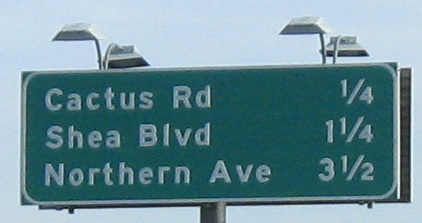 Cactus Rd 1/4
Shea Blvd 1 1/4
Northern Ave 3 1/2